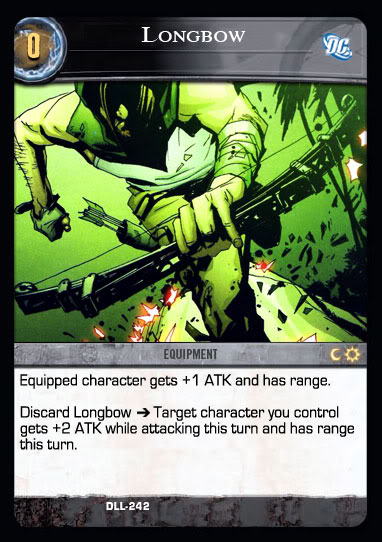 0
LONGBOW
DC
EQUIPMENT
Equipped character gets +1 ATK and has range.
Discard Longbow ➔ Target character you control
gets +2 ATK while attacking this turn and has range
this turn.
DLL-242